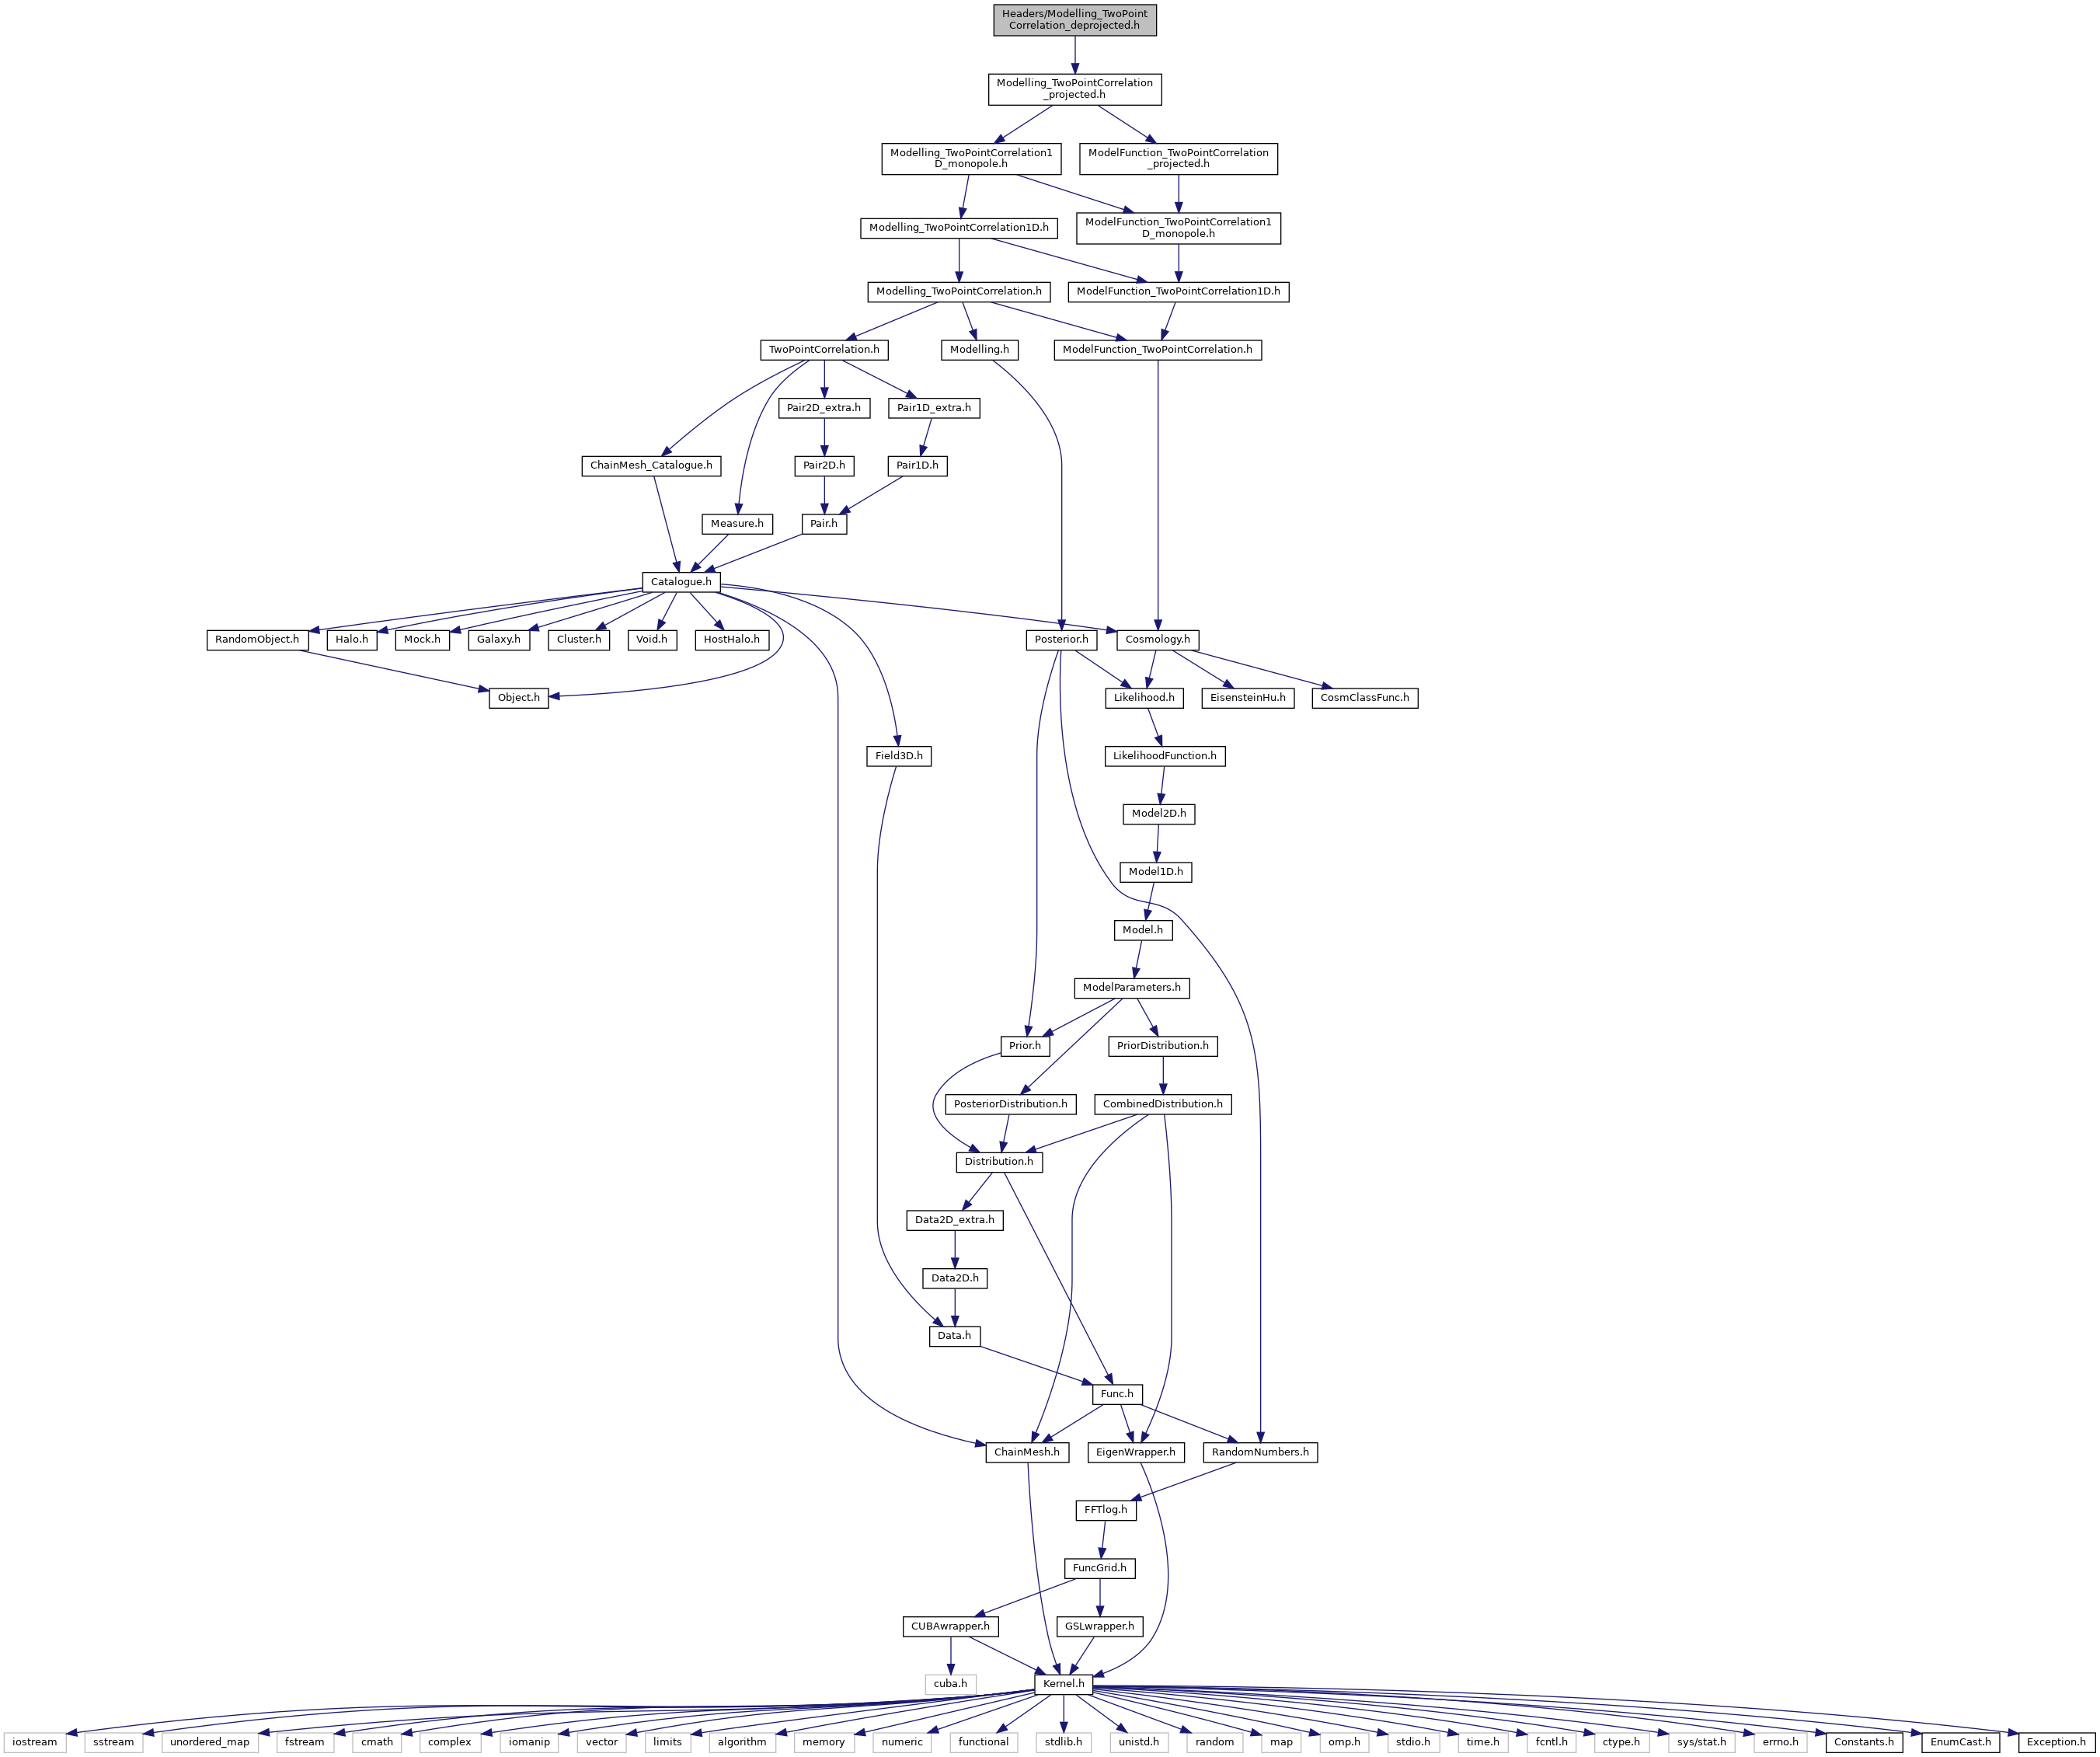 Headers/Modelling_TwoPoint
Correlation_deprojected.h
Modelling_TwoPointCorrelation
_projected.h
Modelling_TwoPointCorrelation1
D_monopole.h
ModelFunction_TwoPointCorrelation
_projected.h
Modelling_TwoPointCorrelation1D.h
ModelFunction_TwoPointCorrelation1
D_monopole.h
Modelling_TwoPointCorrelation.h
ModelFunction_TwoPointCorrelation1D.h
TwoPointCorrelation.h
Modelling.h
ModelFunction_TwoPointCorrelation.h
Pair2D_extra.h
Pair1D_extra.h
ChainMesh_Catalogue.h
Pair2D.h
Pair1D.h
Measure.h
Pair.h
Catalogue.h
RandomObject.h
Halo.h
Mock.h
Galaxy.h
Cluster.h
Void.h
HostHalo.h
Posterior.h
Cosmology.h
Object.h
Likelihood.h
EisensteinHu.h
CosmClassFunc.h
Field3D.h
LikelihoodFunction.h
Model2D.h
Model1D.h
Model.h
ModelParameters.h
Prior.h
PriorDistribution.h
PosteriorDistribution.h
CombinedDistribution.h
Distribution.h
Data2D_extra.h
Data2D.h
Data.h
Func.h
ChainMesh.h
EigenWrapper.h
RandomNumbers.h
FFTlog.h
FuncGrid.h
CUBAwrapper.h
GSLwrapper.h
cuba.h
Kernel.h
iostream
sstream
unordered_map
fstream
cmath
complex
iomanip
vector
limits
algorithm
memory
numeric
functional
stdlib.h
unistd.h
random
map
omp.h
stdio.h
time.h
fcntl.h
ctype.h
sys/stat.h
errno.h
Constants.h
EnumCast.h
Exception.h